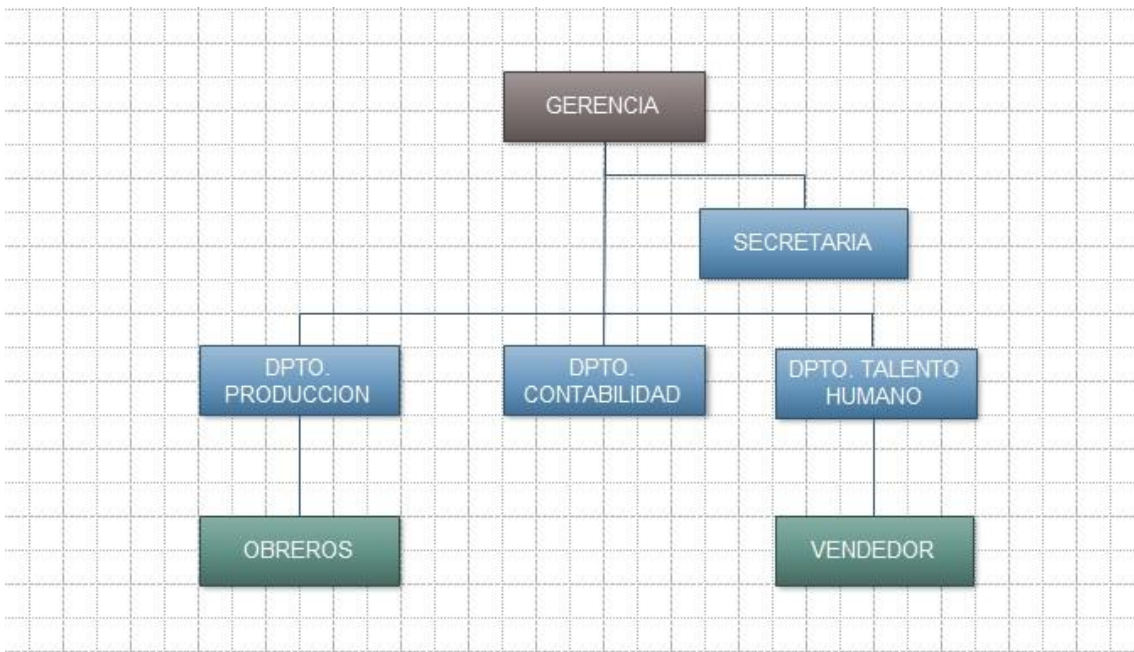 GERENCIA
SECRETARIA
DPTO.
PRODUCCION
DPTO.
CONTABILIDAD
DPTO. TALENTO
HUMANO
OBREROS
VENDEDOR